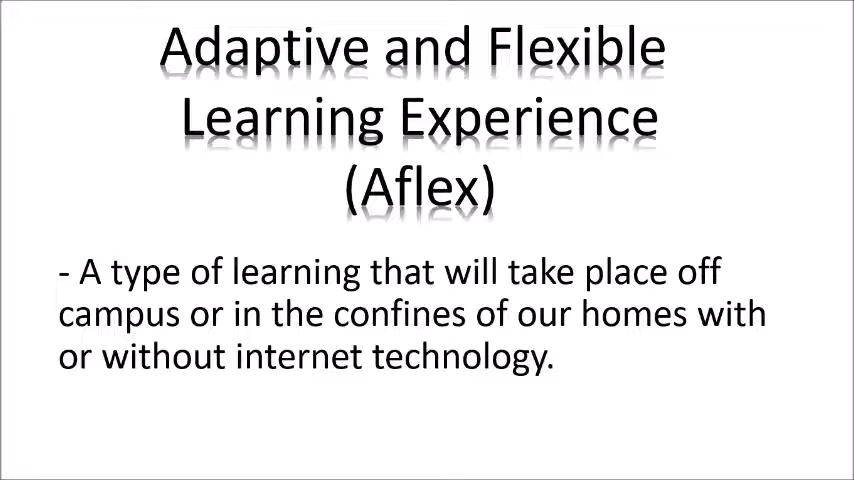 Adaptive and Flexible
Learning Experience
(Aflex)
- A type of learning that will take place off
campus or in the confines of our homes with
or without internet technology.